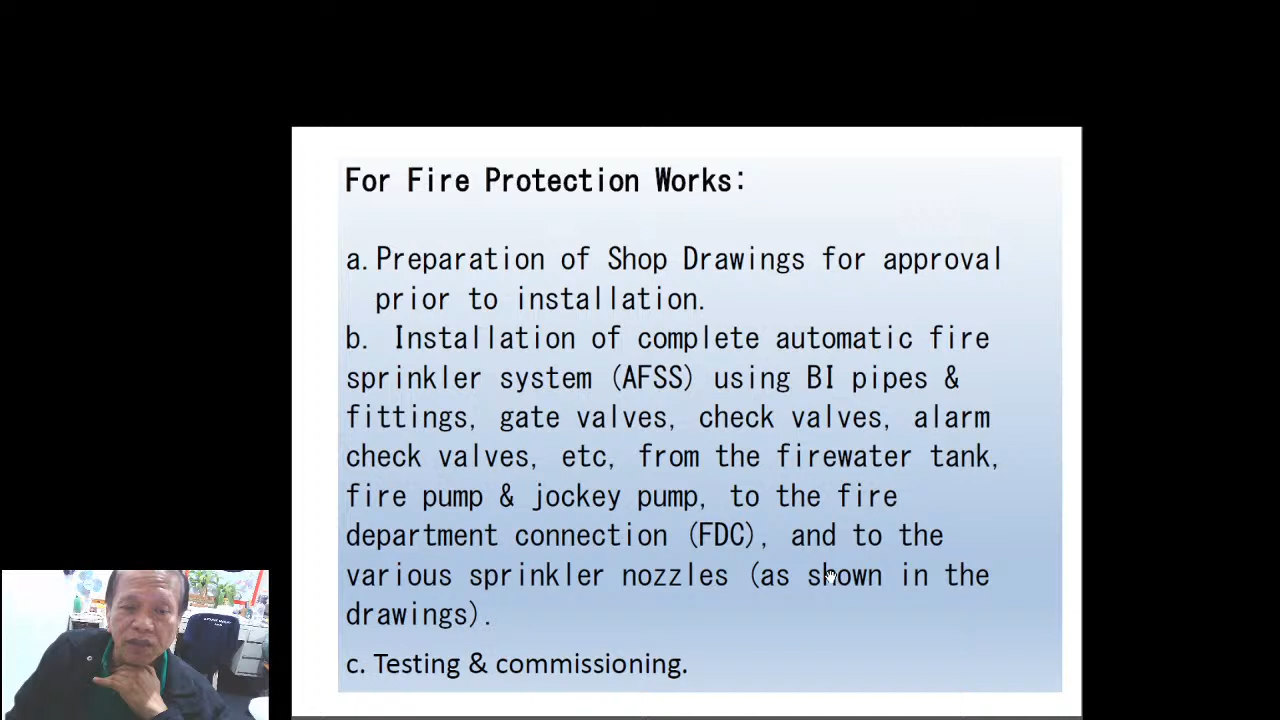 For Fire Protection Works:
a. Preparation of Shop Drawings for approval
prior to installation.
b. Installation of complete automatic fire
sprinkler system (AFSS) using BI pipes &
fittings, gate valves, check valves, alarm
check valves, etc, from the firewater tank,
fire pump & jockey pump, to the fire
department connection (FDC), and to the
various sprinkler nozzles (as shown in the
drawings).
c. Testing & commissioning.